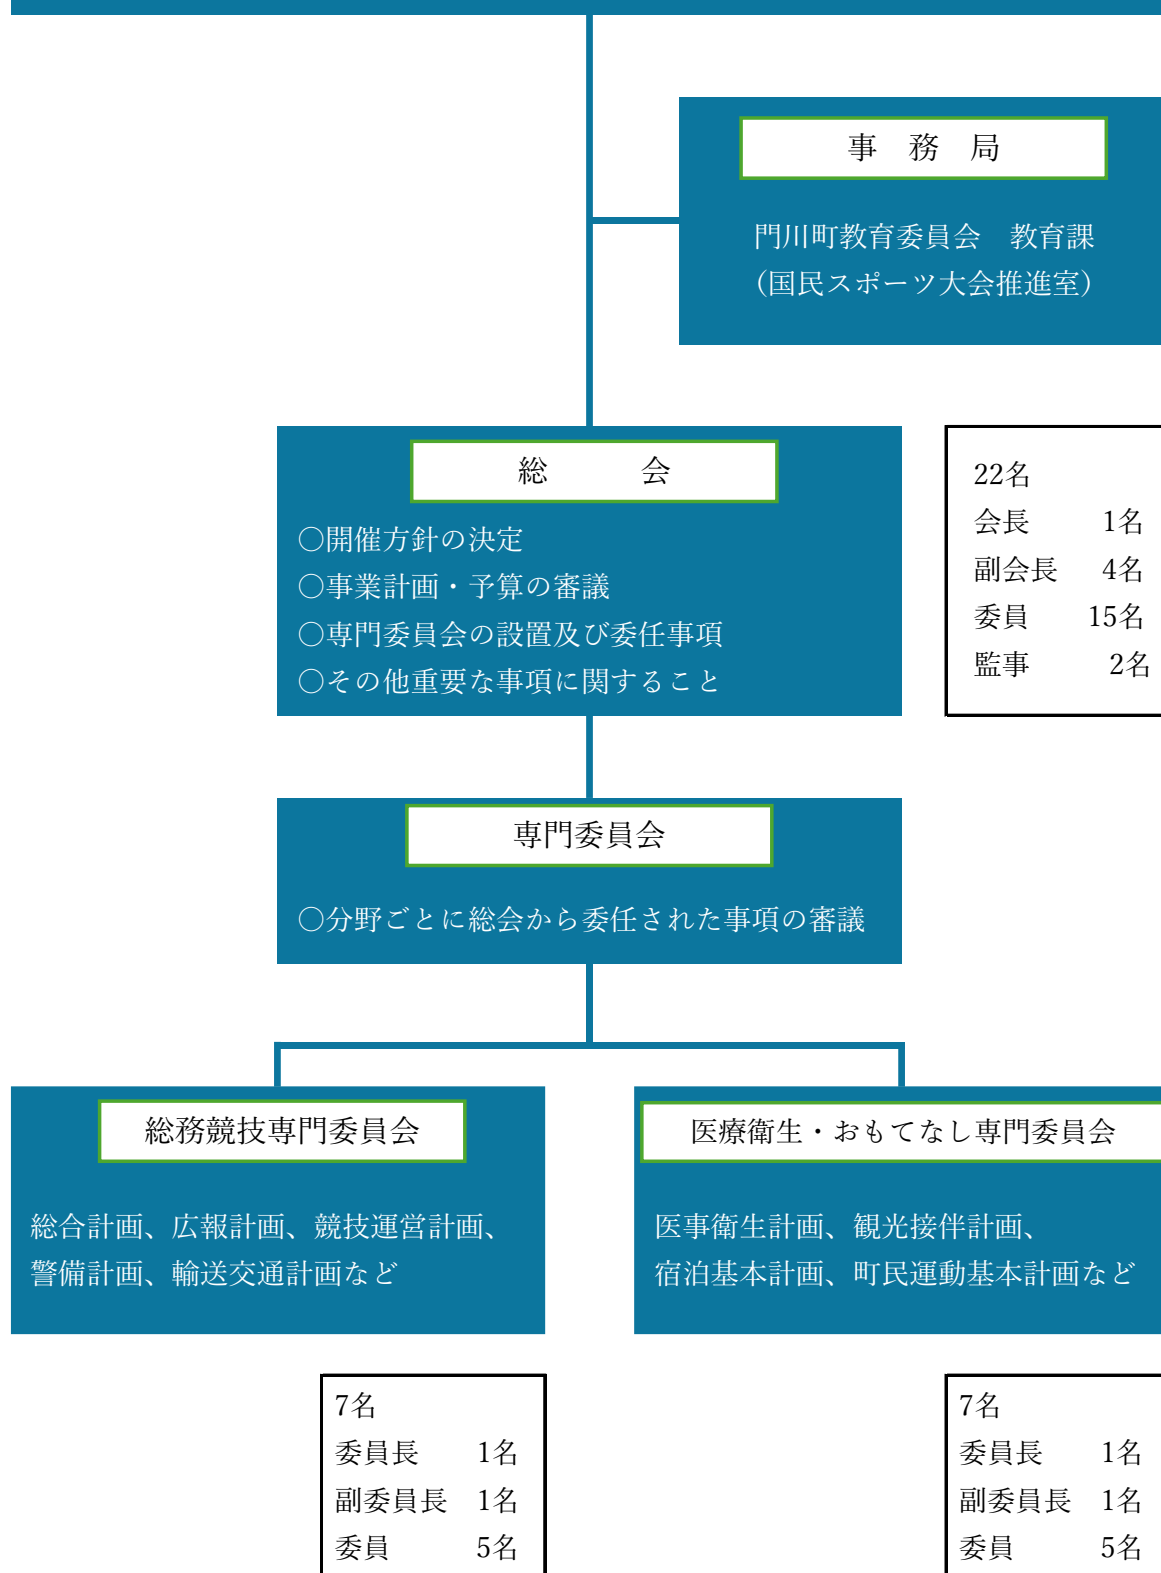 事　務　局
門川町教育委員会　教育課
（国民スポーツ大会推進室）
総　　　会
○開催方針の決定
○事業計画・予算の審議
○専門委員会の設置及び委任事項
○その他重要な事項に関すること
22名
会長　1名
副会長　4名
委員　15名
監事　2名
専門委員会
○分野ごとに総会から委任された事項の審議
総務競技専門委員会
総合計画、広報計画、競技運営計画、
警備計画、輸送交通計画など
医療衛生・おもてなし専門委員会
医事衛生計画、観光接伴計画、
宿泊基本計画、町民運動基本計画など
7名
委員長　1名
副委員長　1名
委員　5名
7名
委員長　1名
副委員長　1名
委員　5名